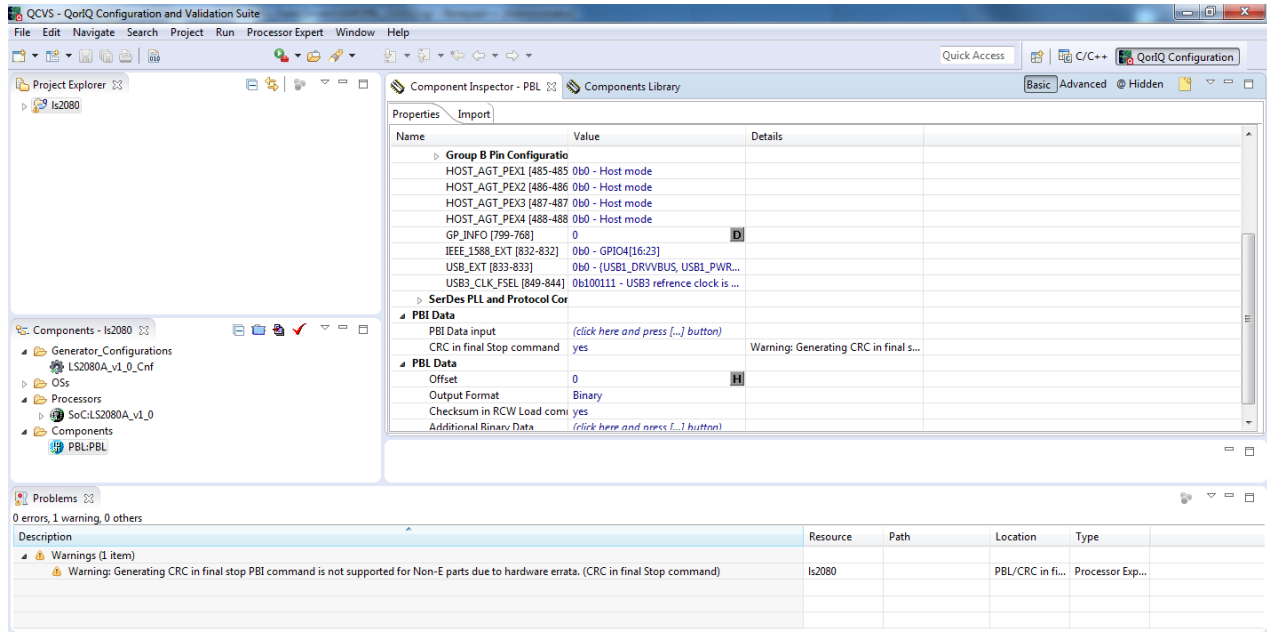 QCVS - QorIQ Configuration and Validation Suite
File Edit Navigate Search Project Run ProcessorExpert Window Help
Quick Access C/C++ QorIQ Configuration
Project Explorer
ls2080
Component Inspector - PBL Components Library
Basic Advanced @ Hidden
Properties Import
Name Value Details
Group B Pin Configuratio
HOST_AGT_PEX1 [485-485 0b0 - Host mode
HOST_AGT_PEX2 [486-486 0b0 - Host mode
HOST_AGT_PEX3 [487-487 0b0 - Host mode
HOST_AGT_PEX4 [488-488 0b0 - Host mode
GP_INFO [799-768] 0 D
IEEE_1588_EXT [832-832] 0b0 - GPIO4[16:23]
USB_EXT [833-833] 0b0 - {USB1_DRVVBUS, USB1_PWR...
USB3_CLK_FSEL [849-844] 0b100111 - USB3 refrence clock is ...
SerDes PLL and Protocol Cor
PBI Data
PBI Data input (click here and press [...] button)
CRC in final Stop command yes Warning: Generating CRC in final s...
PBL Data
Offset 0 H
Output Format Binary
Checksum in RCW Load comi yes
Additional Binary Data (click here and press [...] button)
Components - ls2080
Generator_Configurations
LS2080A_v1_0_Cnf
OSs
Processors
SoC:LS2080A_v1_0
Components
PBL:PBL
Problems
0 errors, 1 warning, 0 others
Description Resource Path Location Type
Warnings (1 item)
Warning: Generating CRC in final stop PBI command is not supported for Non-E parts due to hardware errata. (CRC in final Stop command) ls2080 PBL/CRC in fi... Processor Exp...